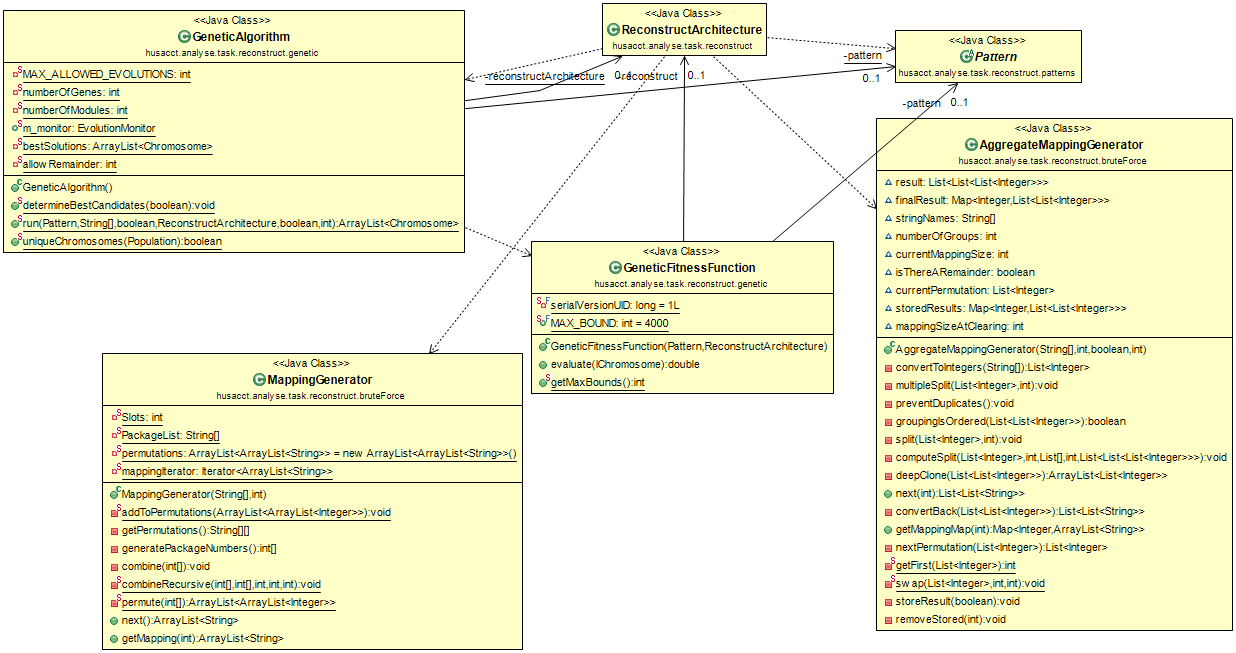 <<Java Class>>
GeneticAlgorithm
husacct.analyse.task.reconstruct.genetic
MAX_ALLOWED_EVOLUTIONS: int
numberOfGenes: int
numberOfModules: int
m_monitor: EvolutionMonitor
bestSolutions: ArrayList<Chromosome>
allowRemainder: int
GeneticAlgorithm()
determineBestCandidates(boolean):void
run(Pattern,String[],boolean,ReconstructArchitecture,boolean,int):ArrayList<Chromosome>
uniqueChromosomes(Population):boolean
<<Java Class>>
ReconstructArchitecture
husacct.analyse.task.reconstruct
-reconstructArchitecture
0..1
-reconstruct
0..1
-pattern
0..1
<<Java Class>>
Pattern
husacct.analyse.task.reconstruct.patterns
-pattern
0..1
<<Java Class>>
AggregateMappingGenerator
husacct.analyse.task.reconstruct.bruteForce
result: List<List<List<Integer>>>
finalResult: Map<Integer,List<List<Integer>>>
stringNames: String[]
numberOfGroups: int
currentMappingSize: int
isThereARemainder: boolean
currentPermutation: List<Integer>
storedResults: Map<Integer,List<List<Integer>>>
mappingSizeAtClearing: int
AggregateMappingGenerator(String[],int,boolean,int)
convertToIntegers(String[]):List<Integer>
multipleSplit(List<Integer>,int):void
preventDuplicates():void
groupingIsOrdered(List<List<Integer>>):boolean
split(List<Integer>,int):void
computeSplit(List<Integer>,int,List[],int,List<List<List<Integer>>>):void
deepClone(List<List<Integer>>):ArrayList<List<Integer>>
next(int):List<List<String>>
convertBack(List<List<Integer>>):List<List<String>>
getMappingMap(int):Map<Integer,ArrayList<String>>
nextPermutation(List<Integer>):List<Integer>
getFirst(List<Integer>):int
swap(List<Integer>,int,int):void
storeResult(boolean):void
removeStored(int):void
<<Java Class>>
GeneticFitnessFunction
husacct.analyse.task.reconstruct.genetic
serialVersionUID: long = 1L
MAX_BOUND: int = 4000
GeneticFitnessFunction(Pattern,ReconstructArchitecture)
evaluate(IChromosome):double
getMaxBounds():int
<<Java Class>>
MappingGenerator
husacct.analyse.task.reconstruct.bruteForce
Slots: int
PackageList: String[]
permutations: ArrayList<ArrayList<String>> = new ArrayList<ArrayList<String>>()
mappingIterator: Iterator<ArrayList<String>>
MappingGenerator(String[],int)
addToPermutations(ArrayList<ArrayList<Integer>>):void
getPermutations():String[][]
generatePackageNumbers():int[]
combine(int[]):void
combineRecursive(int[],int[],int,int,int):void
permute(int[]):ArrayList<ArrayList<Integer>>
next():ArrayList<String>
getMapping(int):ArrayList<String>